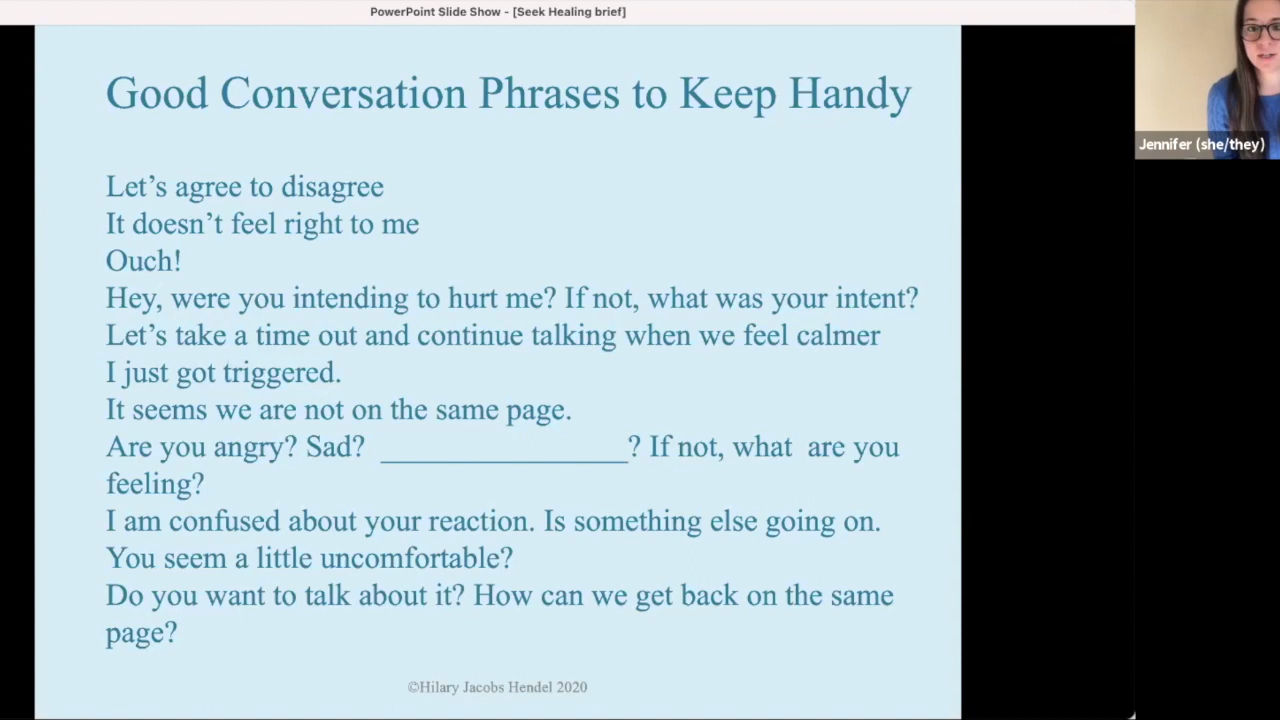 PowerPoint Slide Show - [Seek Healing brief]
Good Conversation Phrases to Keep Handy
Let’s agree to disagree
It doesn’t feel right to me
Ouch!
Hey, were you intending to hurt me? If not, what was your intent?
Let’s take a time out and continue talking when we feel calmer
I just got triggered.
It seems we are not on the same page.
Are you angry? Sad? ________________? If not, what  are you
feeling?
I am confused about your reaction. Is something else going on.
You seem a little uncomfortable?
Do you want to talk about it? How can we get back on the same
page?
©Hilary Jacobs Hendel 2020
Jennifer (she/they)